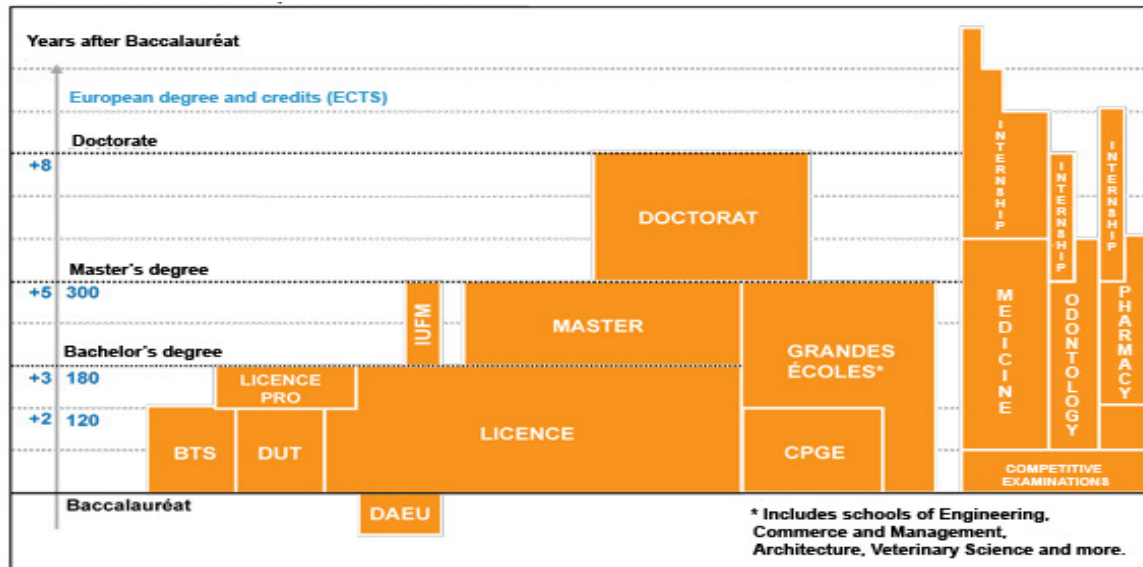 Years after Baccalauréat
European degree and credits (ECTS)
Doctorate
+8
DOCTORAT
Master's degree
+5 300
IUFM
MASTER
Bachelor's degree
+3 180
LICENCE
PRO
GRANDES
ÉCOLES*
+2 120
BTS
DUT
LICENCE
CPGE
Baccalauréat
DAEU
INTERNSHIP
INTERNSHIP
INTERNSHIP
MEDICINE
ODONTOLOGY
PHARMACY
COMPETITIVE
EXAMINATIONS
* Includes schools of Engineering,
Commerce and Management,
Architecture, Veterinary Science and more.